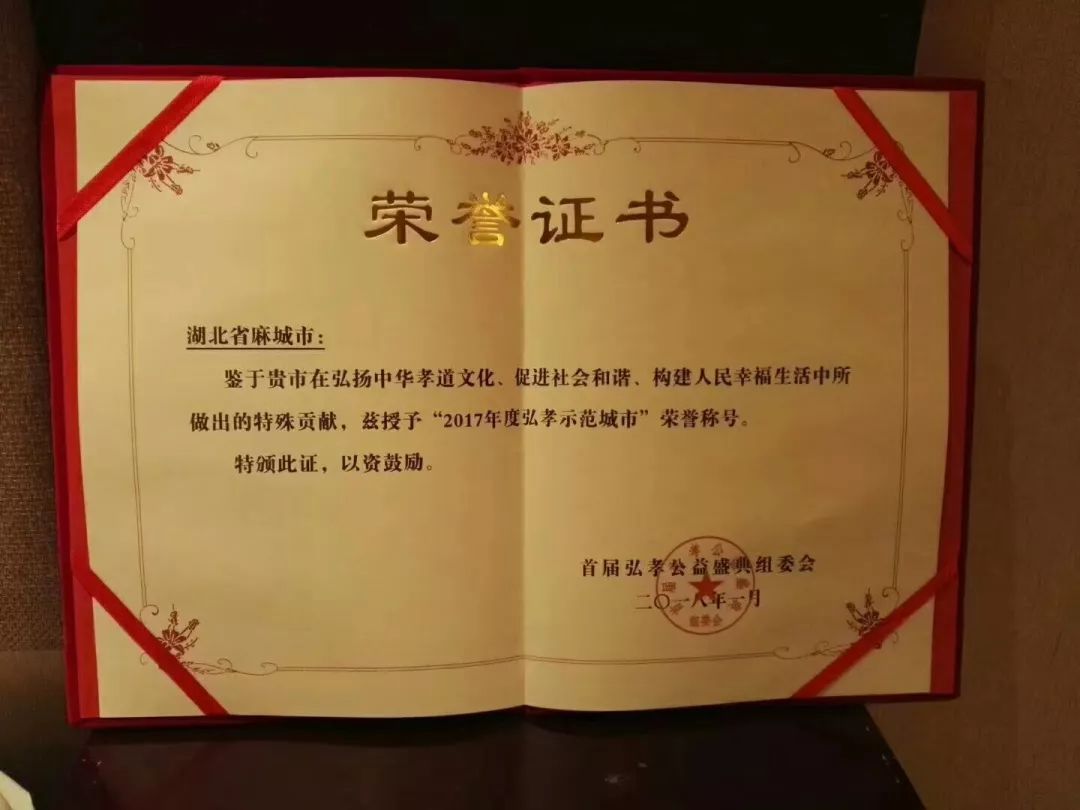 荣誉证书
湖北省麻城市：
鉴于贵市在弘扬中华孝道文化、促进社会和谐、构建人民幸福生活中所
做出的特殊贡献，兹授予“2017年度弘孝示范城市”荣誉称号。
特颁此证，以资鼓励。
首届弘孝公益盛典组委会
二〇一八年一月
组委会